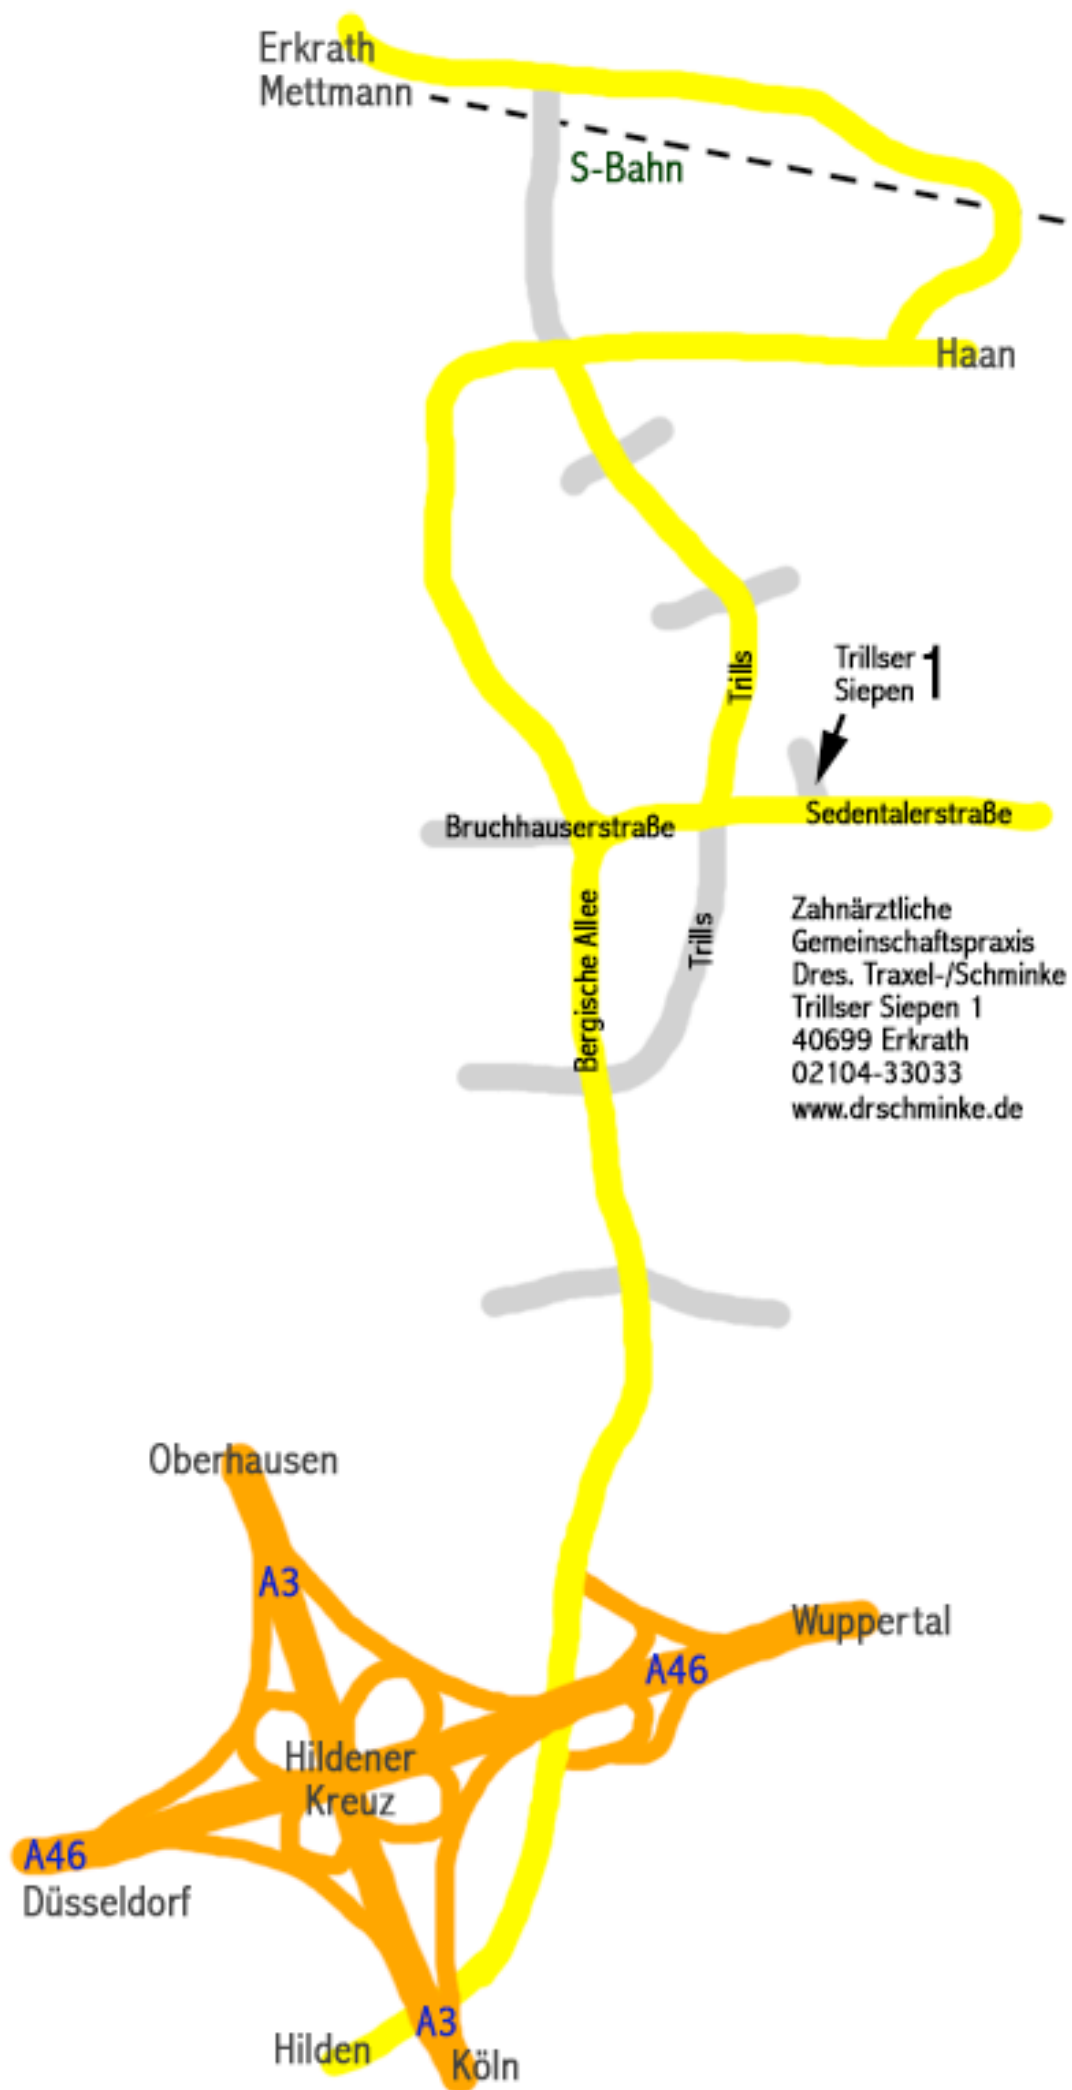 Erkrath
Mettmann
S-Bahn
Haan
Trills
Trillser
Siepen 1
Bruchhauserstraße
Sedentalerstraße
Bergische Allee
Trills
Zahnärztliche
Gemeinschaftspraxis
Dres. Traxel-/Schminke
Trillser Siepen 1
40699 Erkrath
02104-33033
www.drschminke.de
Oberhausen
A3
Wuppertal
A46
Hildener
Kreuz
A46
Düsseldorf
A3
Hilden
Köln